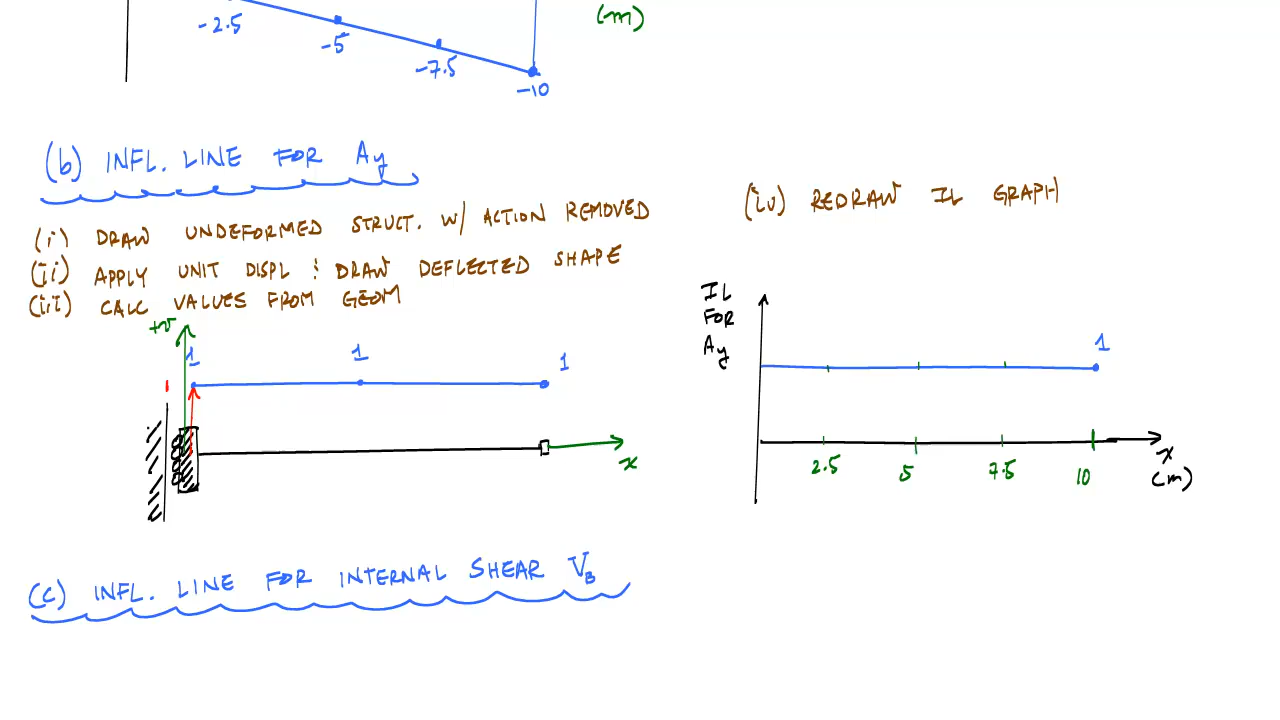 -2.5
-5
-7.5
-10
(m)
(b) INFL. LINE FOR Ay
(i) DRAW UNDEFORMED STRUCT. W/ ACTION REMOVED
(ii) APPLY UNIT DISPL & DRAW DEFLECTED SHAPE
(iii) CALC VALUES FROM GEOM
+v
1
1
1
1
x
(iv) REDRAW IL GRAPH
IL
FOR
Ay
1
2.5
5
7.5
10
x
(m)
(c) INFL. LINE FOR INTERNAL SHEAR VB